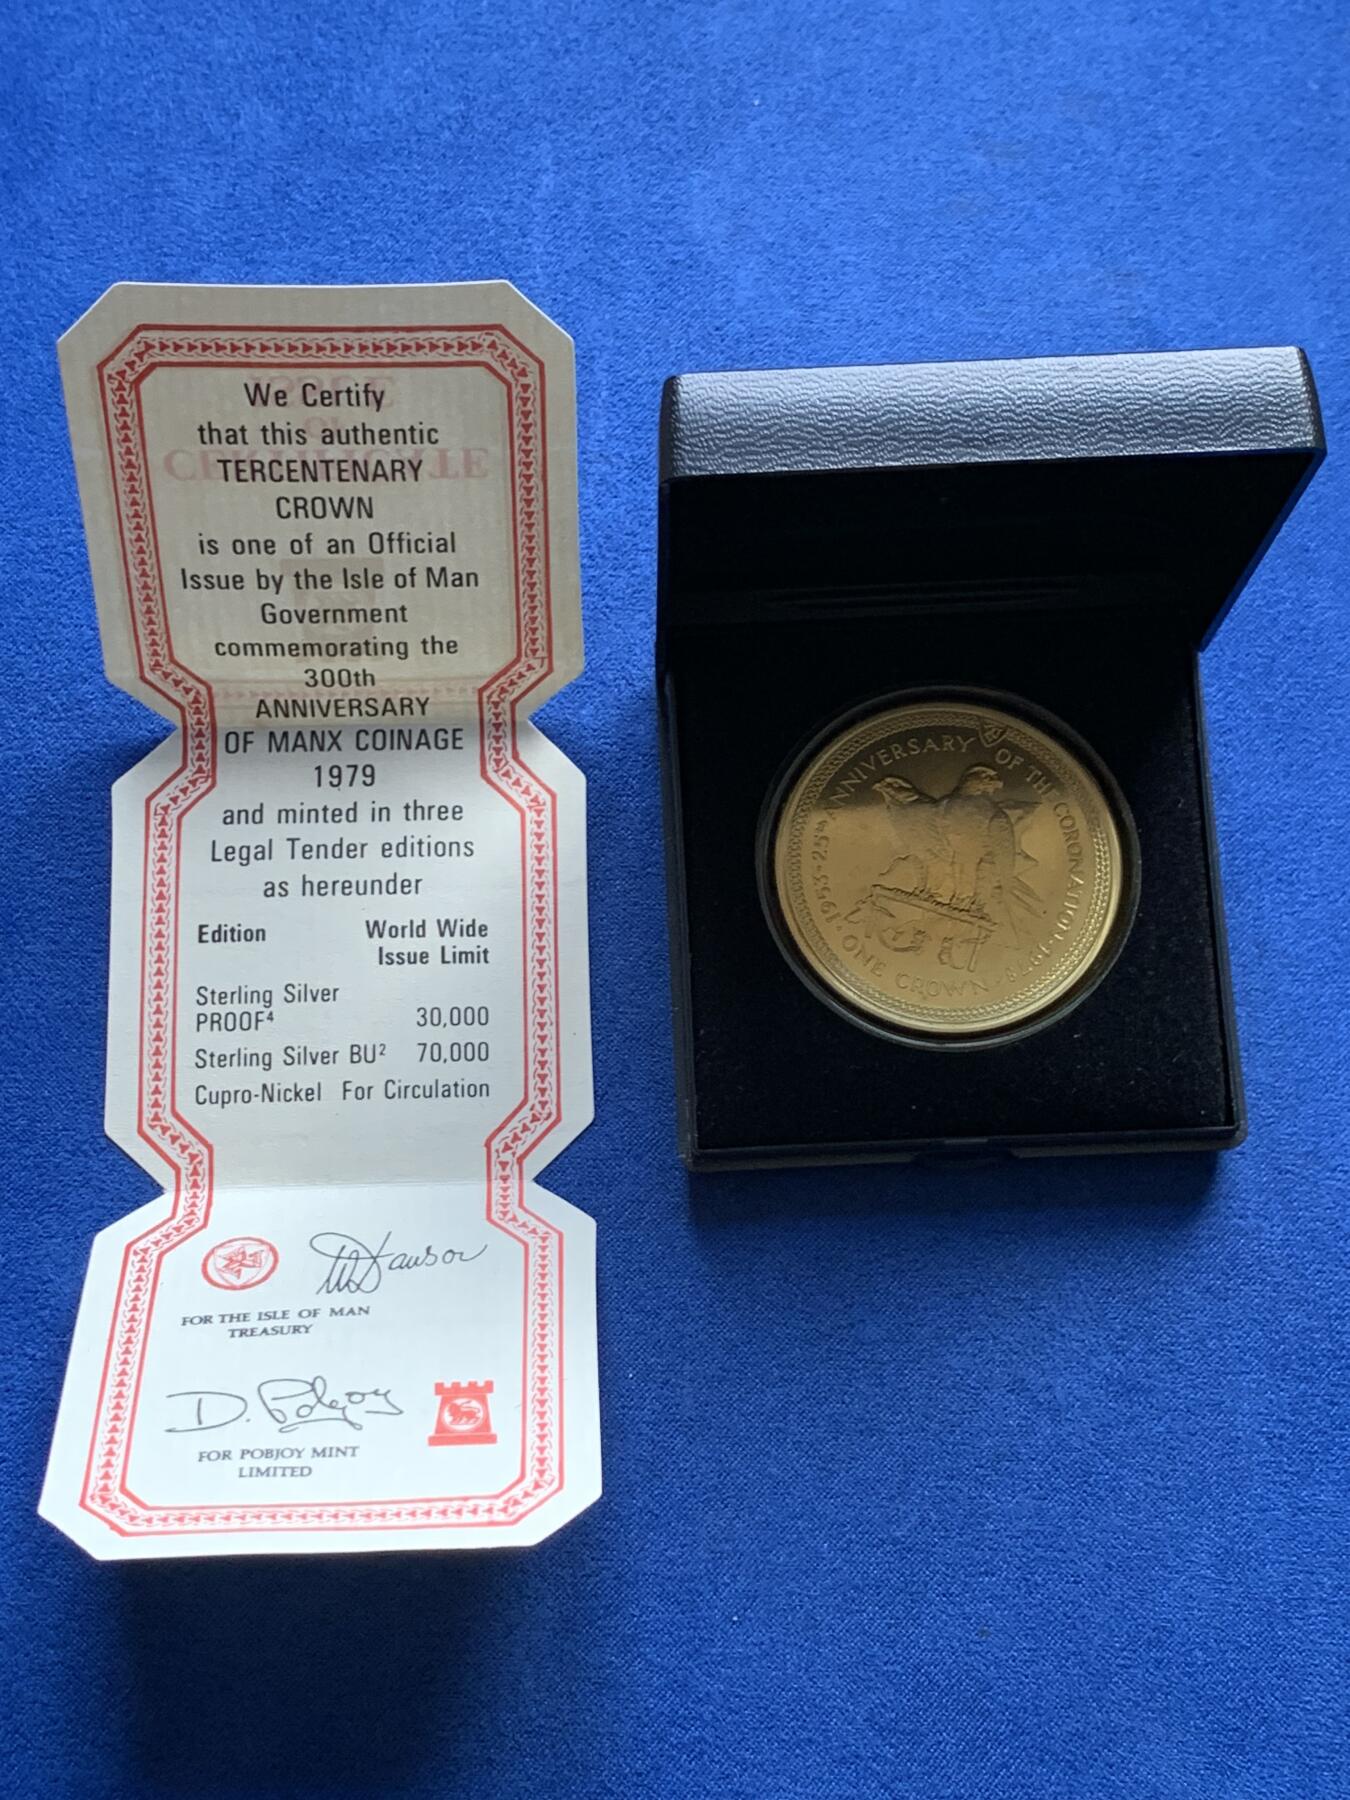 We Certify
that this authentic
TERCENTENARY
CROWN
is one of an Official
Issue by the Isle of Man
Government
commemorating the
300th
ANNIVERSARY
OF MANX COINAGE
1979
and minted in three
Legal Tender editions
as hereunder
Edition World Wide
Issue Limit
Sterling Silver
PROOF⁴ 30,000
Sterling Silver BU² 70,000
Cupro-Nickel For Circulation
FOR THE ISLE OF MAN
TREASURY
D. Pobjoy
FOR POBJOY MINT
LIMITED
1953·25th ANNIVERSARY OF THE CORONATION·1978·
ONE CROWN
CERTIFICATE
OF
ISSUE